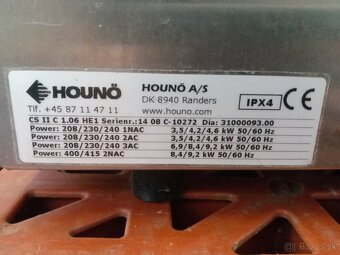 HOUNÖ
Tlf. +45 87 11 47 11
HOUNÖ A/S
DK-8940 Randers
www.houno.com
IPX4 CE
CS II C 1.06 HE1 Serienr.:14 08 C-10272 Dia: 31000093.00
Power: 208/230/240 1NAC 3,5/4,2/4,6 kW 50/60 Hz
Power: 208/230/240 2AC 3,5/4,2/4,6 kW 50/60 Hz
Power: 208/230/240 3AC 6,9/8,4/9,2 kW 50/60 Hz
Power: 400/415 2NAC 8,4/9,2 kW 50/60 Hz
bazos.sk